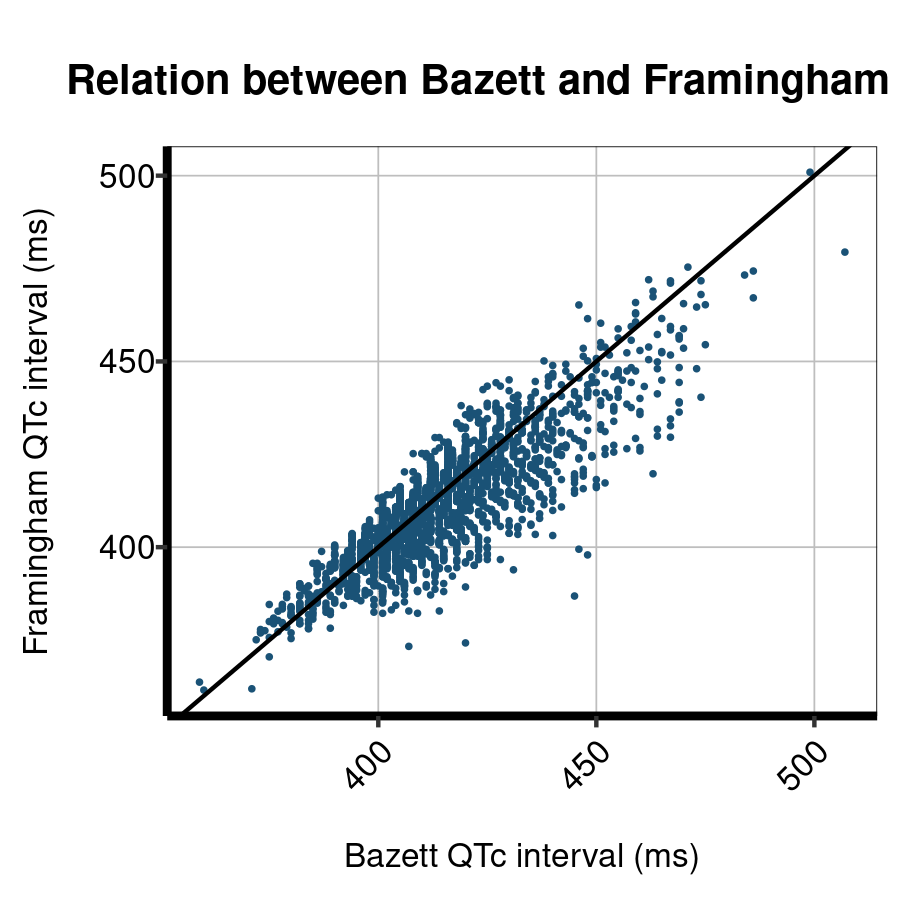 Relation between Bazett and Framingham
Framingham QTc interval (ms)
500
450
400
400
450
500
Bazett QTc interval (ms)